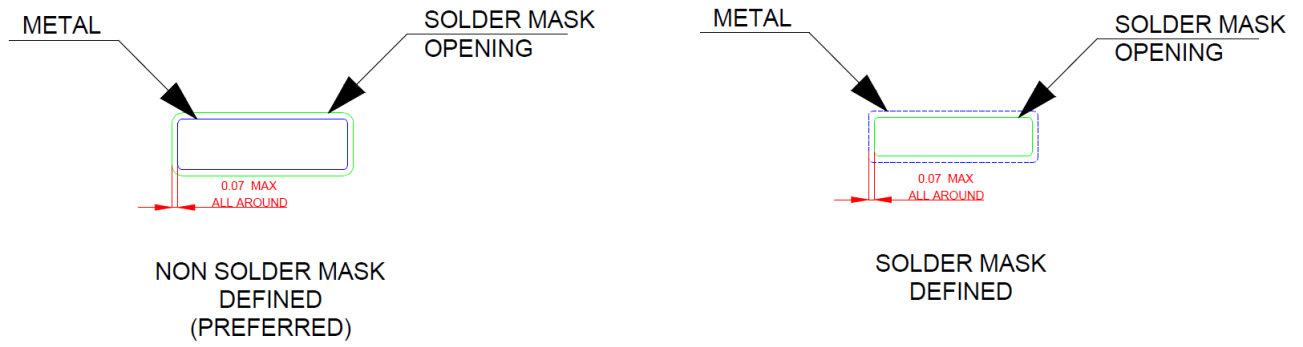 METAL
SOLDER MASK
OPENING
0.07 MAX
ALL AROUND
NON SOLDER MASK
DEFINED
(PREFERRED)
METAL
SOLDER MASK
OPENING
0.07 MAX
ALL AROUND
SOLDER MASK
DEFINED